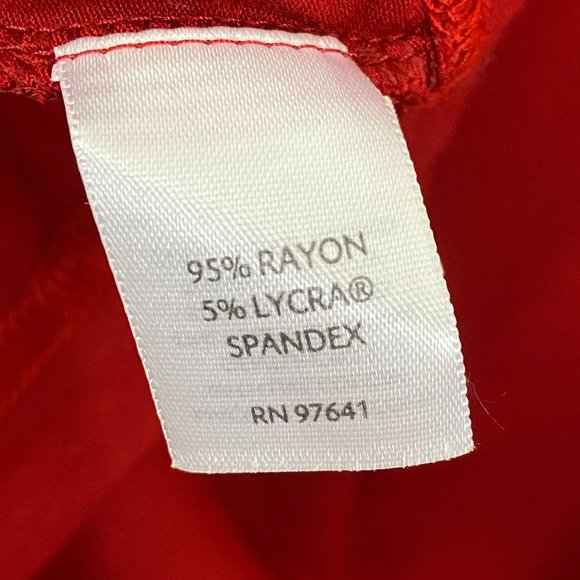 95% RAYON
5% LYCRA®
SPANDEX
RN 97641